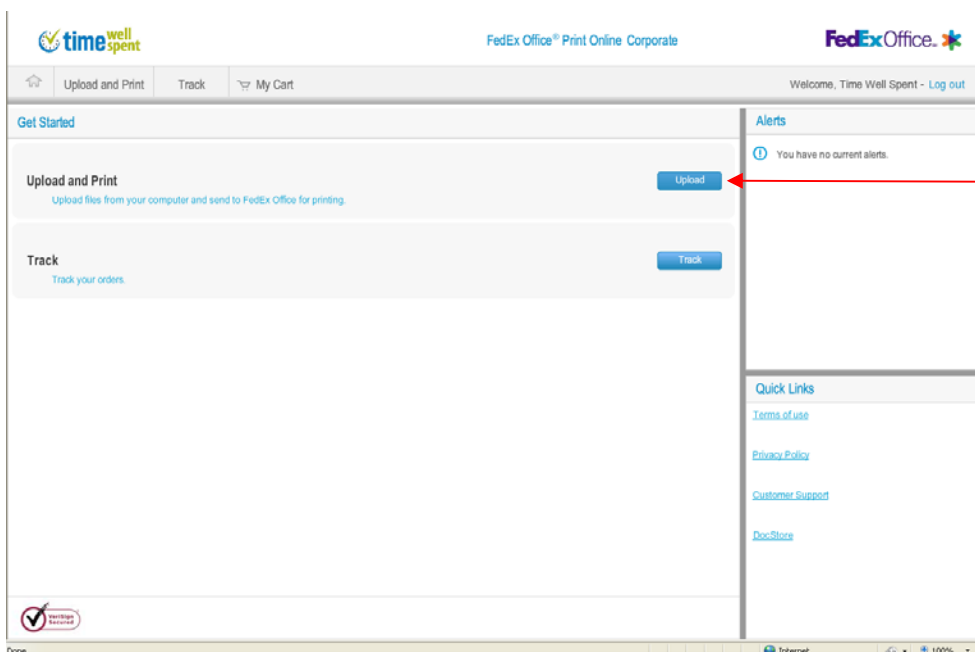 time well spent
FedEx Office® Print Online Corporate
FedEx Office.
Upload and Print Track My Cart
Welcome, Time Well Spent - Log out
Get Started
Upload and Print
Upload files from your computer and send to FedEx Office for printing.
Upload
Track
Track your orders
Track
Alerts
You have no current alerts.
Quick Links
Terms of use
Privacy Policy
Customer Support
DocStore
VeriSign
Secured
Done
Internet
100%